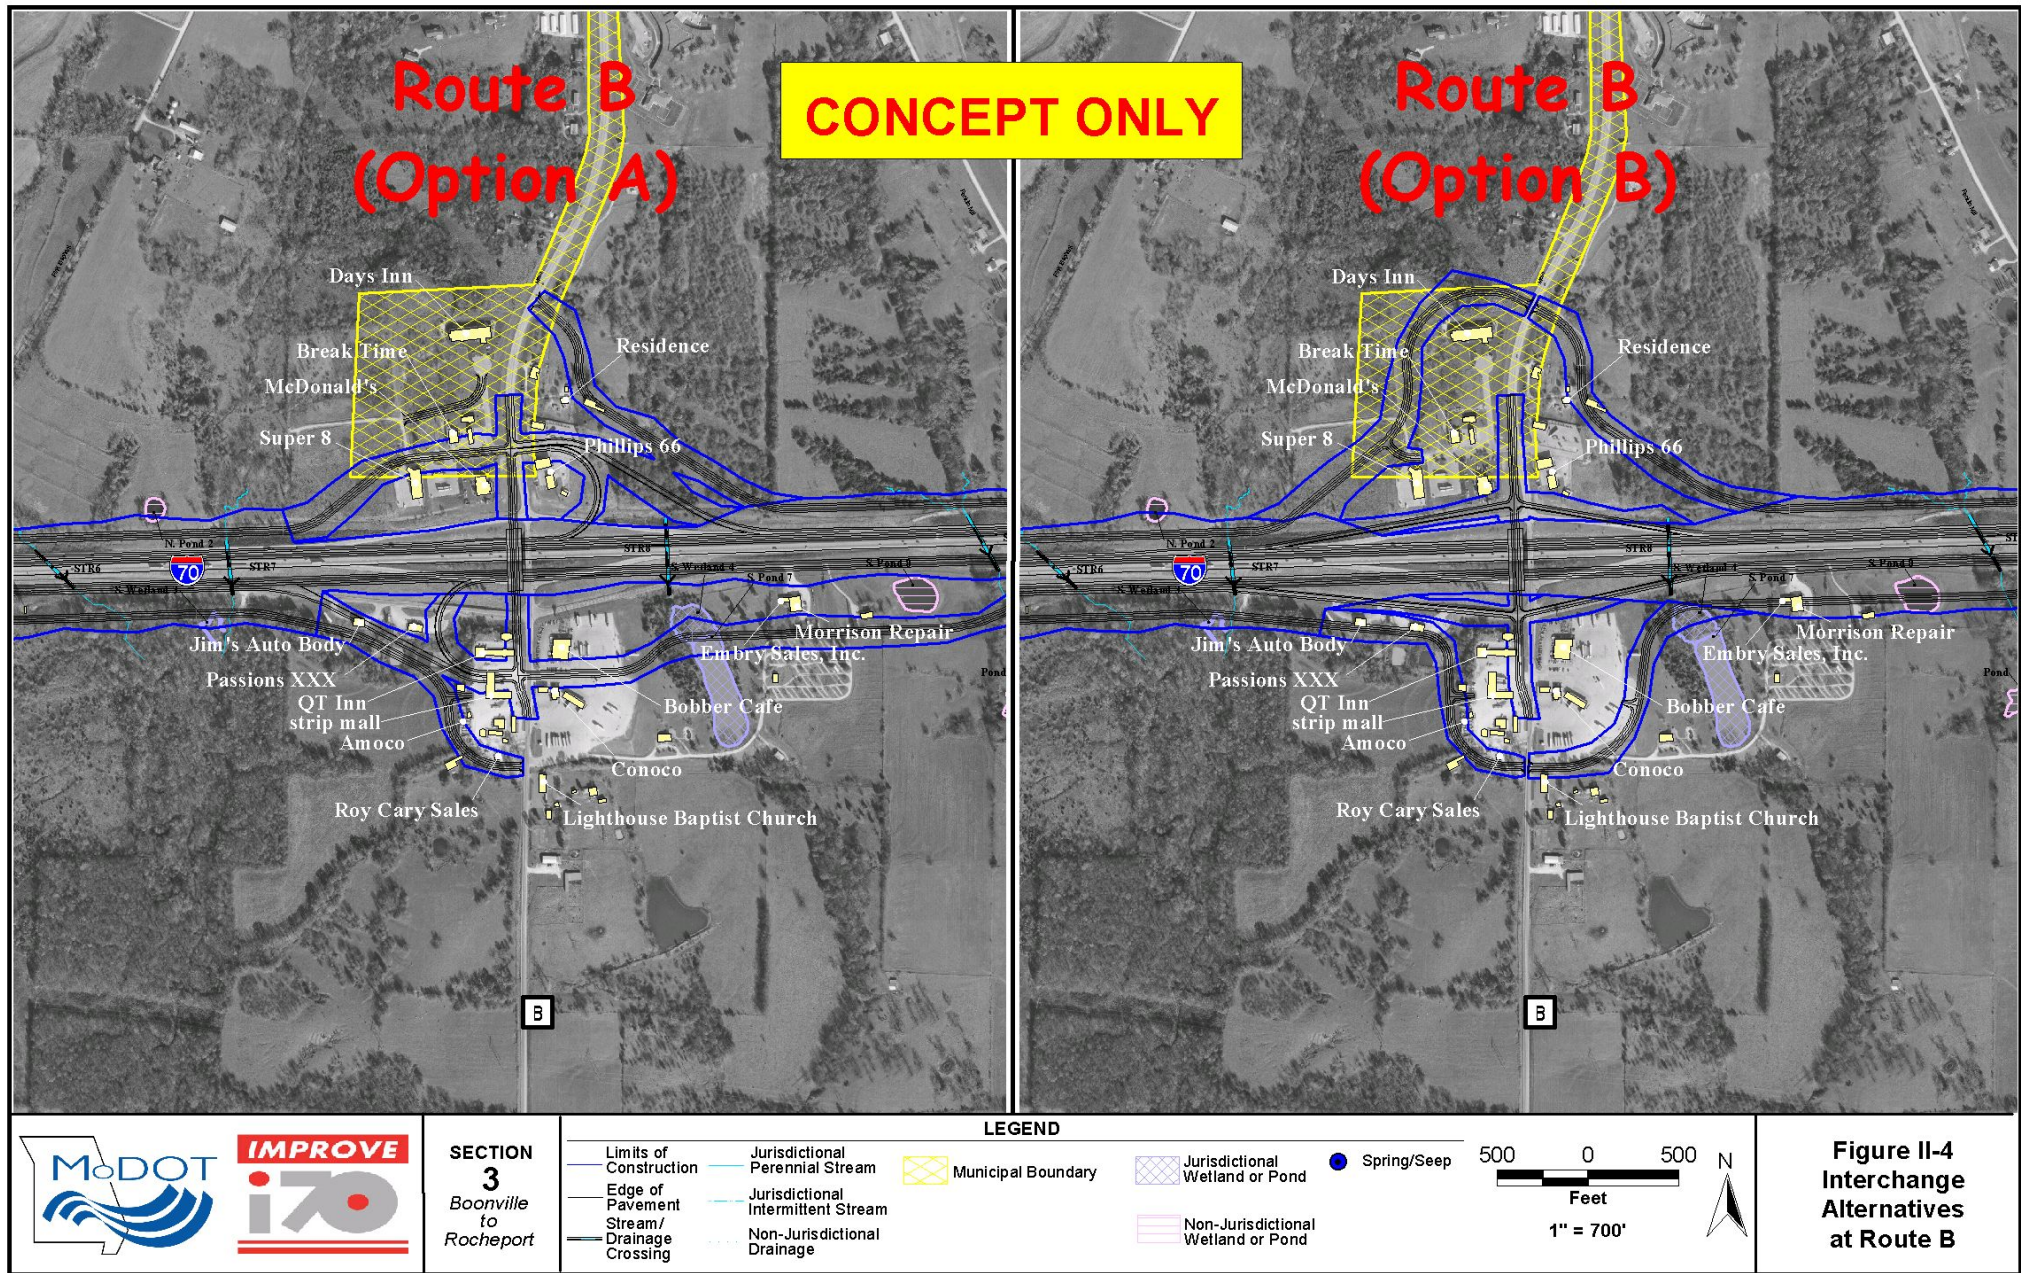 Route B
(Option A)
CONCEPT ONLY
Route B
(Option B)
Days Inn
Break Time
McDonald's
Super 8
Residence
Phillips 66
N. Pond 2
70
STR6
STR7
STR8
S. Wetland 3
S. Wetland 4
S. Pond 7
Jim's Auto Body
Passions XXX
QT Inn
strip mall
Amoco
Roy Cary Sales
Morrison Repair
Embry Sales, Inc.
Bobber Cafe
Conoco
Lighthouse Baptist Church
Pond
B
Days Inn
Break Time
McDonald's
Super 8
Residence
Phillips 66
N. Pond 2
70
STR6
STR7
STR8
S. Wetland 3
S. Wetland 4
S. Pond 7
Jim's Auto Body
Passions XXX
QT Inn
strip mall
Amoco
Roy Cary Sales
Morrison Repair
Embry Sales, Inc.
Bobber Cafe
Conoco
Lighthouse Baptist Church
Pond
B
MoDOT
IMPROVE
i70
SECTION
3
Boonville
to
Rocheport
LEGEND
Limits of
Construction
Edge of
Pavement
Stream/
Drainage
Crossing
Jurisdictional
Perennial Stream
Jurisdictional
Intermittent Stream
Non-Jurisdictional
Drainage
Municipal Boundary
Jurisdictional
Wetland or Pond
Non-Jurisdictional
Wetland or Pond
Spring/Seep
500 0 500
Feet
1" = 700'
N
Figure II-4
Interchange
Alternatives
at Route B